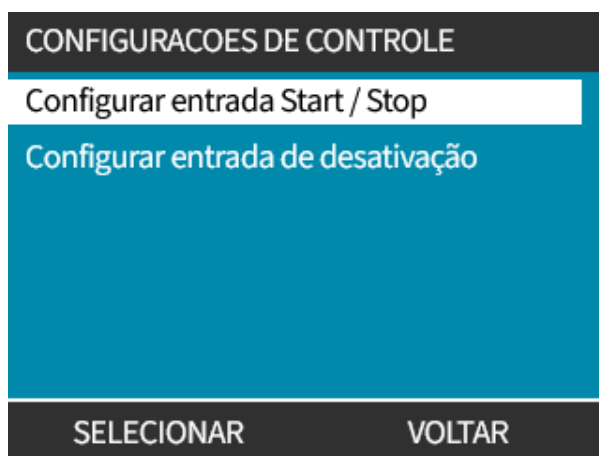 CONFIGURACOES DE CONTROLE
Configurar entrada Start / Stop
Configurar entrada de desativação
SELECIONAR VOLTAR